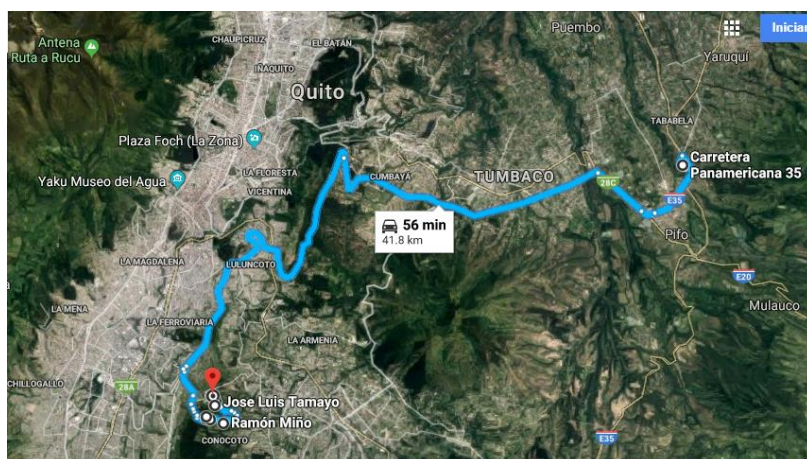 Puembo
Iniciar
CHAUPICRUZ
EL BATÁN
Antena
Ruta a Rucu
Yaruquí
IÑAQUITO
Quito
TABABELA
Plaza Foch (La Zona)
Carretera
Panamericana 35
LA FLORESTA
CUMBAYÁ
TUMBACO
Yaku Museo del Agua
28C
VICENTINA
E35
56 min
41.8 km
Pifo
LA MAGDALENA
LULUNCOTO
E20
LA MENA
Mulauco
LA FERROVIARIA
LA ARMENIA
CHILLOGALLO
28A
Jose Luis Tamayo
Ramón Miño
CONOCOTO
E35